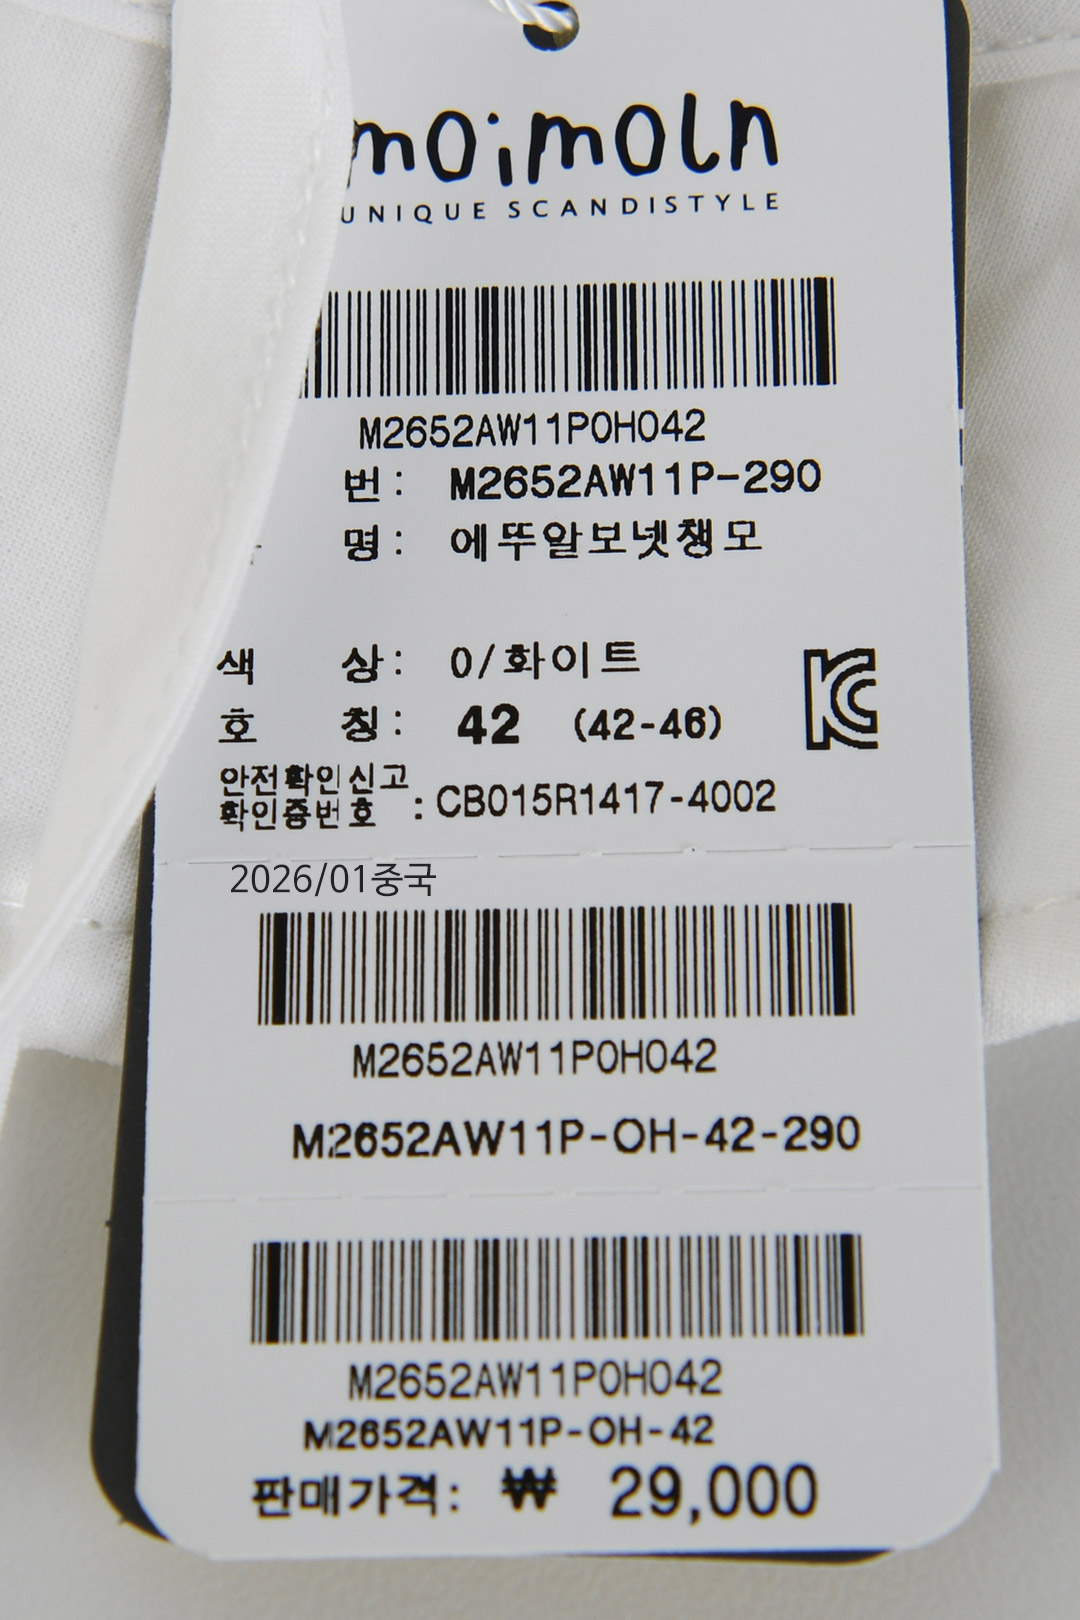 moimoln
UNIQUE SCANDISTYLE
M2652AW11P0H042
번: M2652AW11P-290
명: 에뚜알보넷챙모
색 상: 0/화이트
호 칭: 42 (42-46)
안전확인신고
확인증번호 : CB015R1417-4002
2026/01중국
M2652AW11P0H042
M2652AW11P-OH-42-290
M2652AW11P0H042
M2652AW11P-OH-42
판매가격: ₩ 29,000